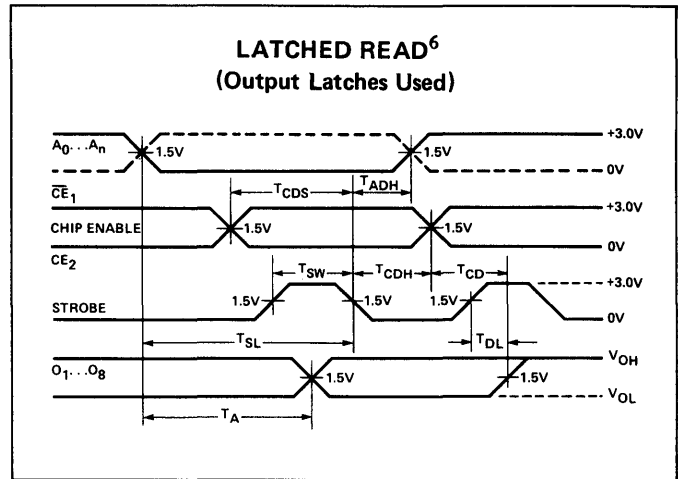 LATCHED READ6
(Output Latches Used)
A0...An
1.5V
1.5V
+3.0V
0V
TCDS
TADH
CE1
CHIP ENABLE
CE2
1.5V
1.5V
+3.0V
0V
TSW
TCDH
TCD
STROBE
1.5V
1.5V
1.5V
+3.0V
0V
TSL
TDL
O1...O8
1.5V
1.5V
VOH
VOL
TA